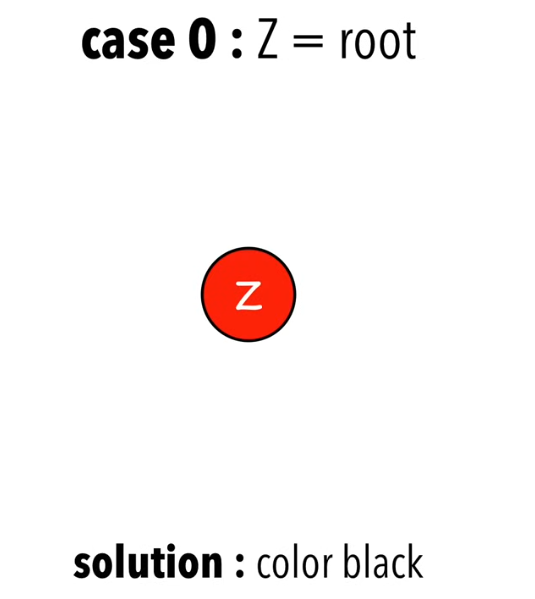 case 0 : Z = root
Z
solution : color black